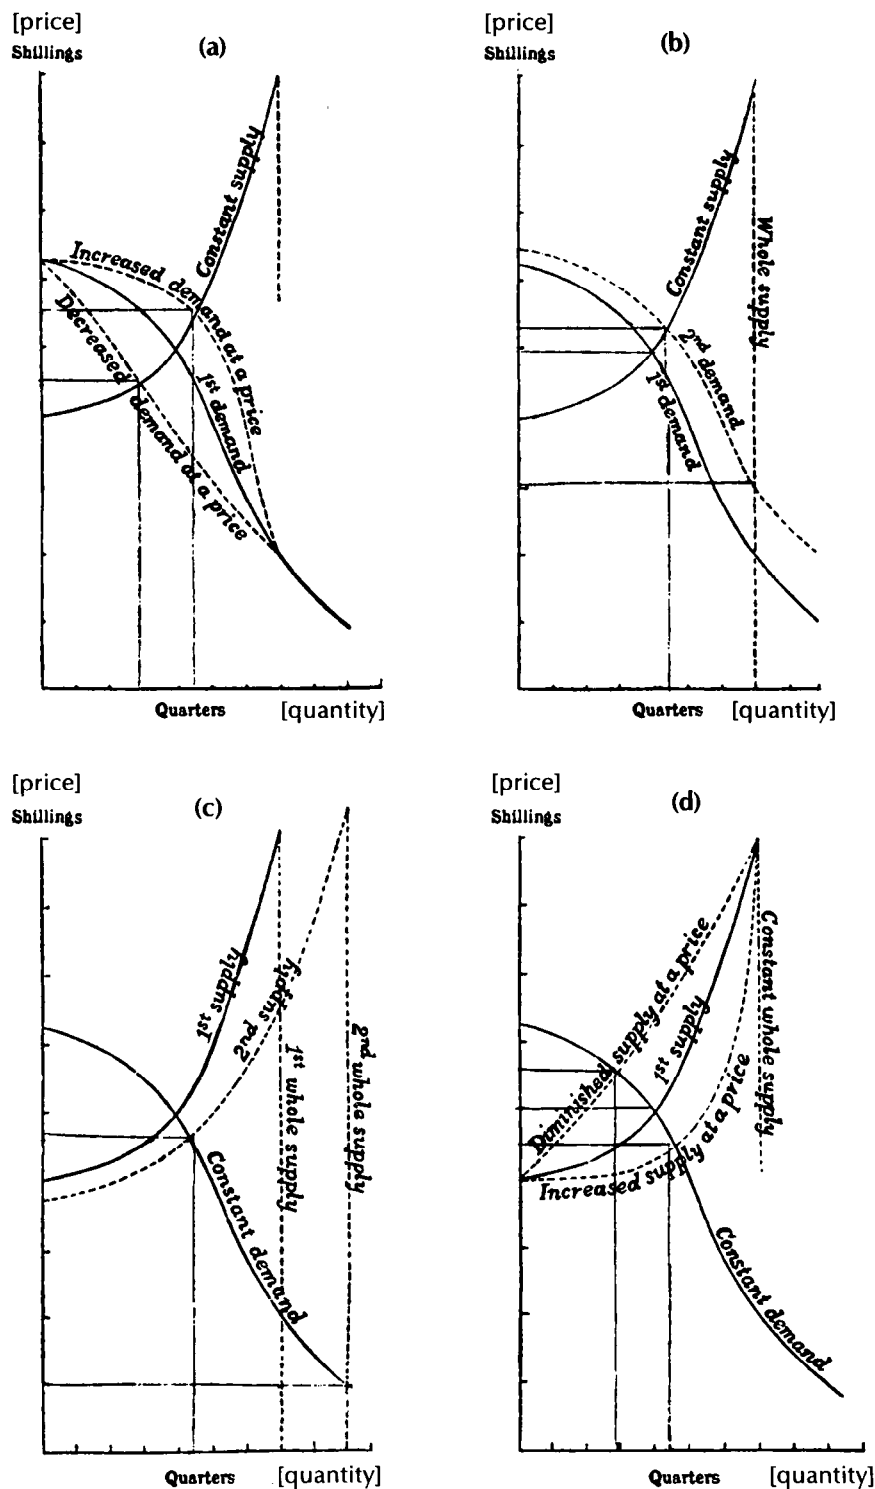 [price]
Shillings
(a)
Constant supply
Increased demand at a price
Decreased demand at a price
1st demand
Quarters
[quantity]
[price]
Shillings
(b)
Constant supply
Whole supply
2nd demand
1st demand
Quarters
[quantity]
[price]
Shillings
(c)
1st supply
2nd supply
1st whole supply
2nd whole supply
Constant demand
Quarters
[quantity]
[price]
Shillings
(d)
Diminished supply at a price
1st supply
Constant whole supply
Increased supply at a price
Constant demand
Quarters
[quantity]